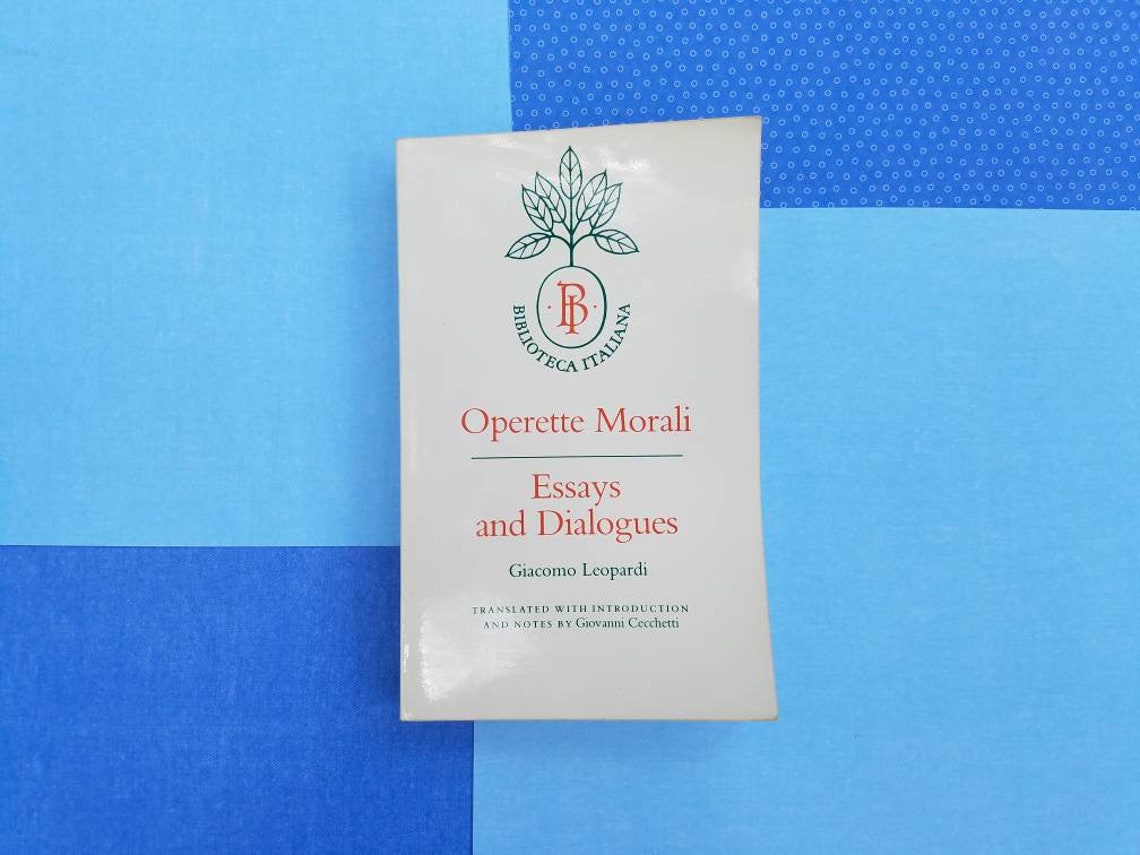 BI
BIBLIOTECA ITALIANA
Operette Morali
Essays
and Dialogues
Giacomo Leopardi
TRANSLATED WITH INTRODUCTION
AND NOTES BY Giovanni Cecchetti